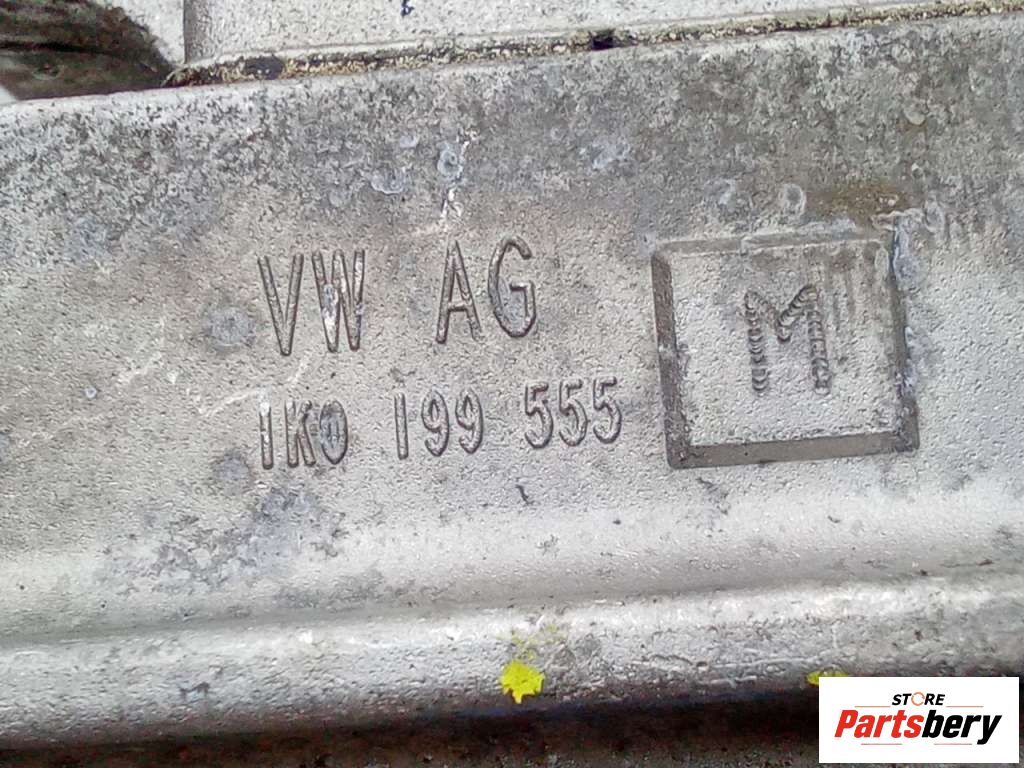 VW AG
1K0 199 555
M
STORE
Partsbery